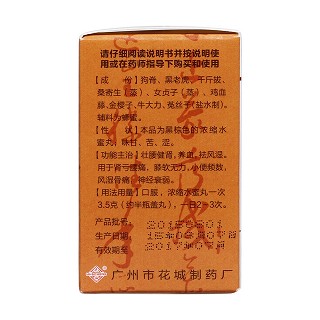 请仔细阅读说明书并按说明使
用或在药师指导下购买和使用
【成 份】狗脊、黑老虎、千斤拔、
桑寄生(蒸)、女贞子(蒸)、鸡血
藤、金樱子、牛大力、菟丝子(盐水制)。
辅料为蜂蜜。
【性 状】本品为黑棕色的浓缩水
蜜丸，味甘、苦、涩。
【功能主治】壮腰健肾，养血，祛风湿。
用于肾亏腰痛，膝软无力，小便频数，
风湿骨痛，神经衰弱。
【用法用量】口服，浓缩水蜜丸一次
3.5克（约半瓶盖丸），一日2~3次。
产品批号:
生产日期:
有效期至:
广州市花城制药厂